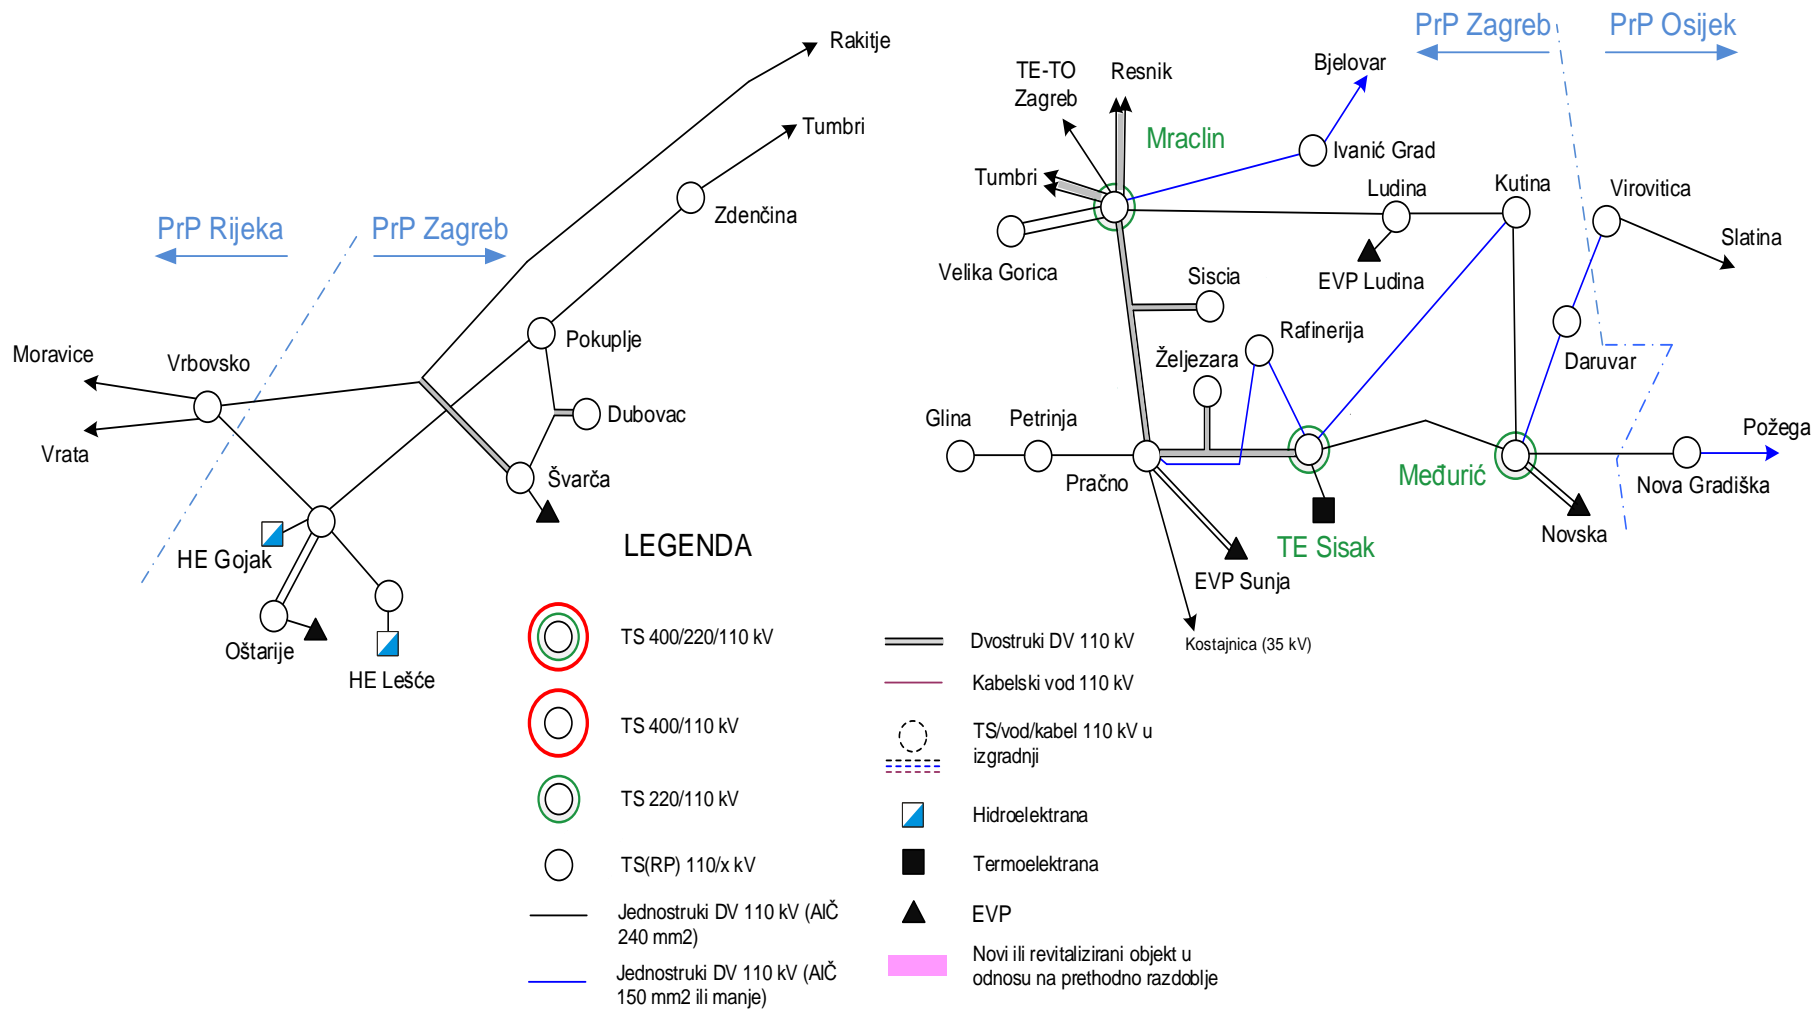 Rakitje
Tumbri
Zdenčina
PrP Rijeka
PrP Zagreb
Pokuplje
Moravice
Vrbovsko
Dubovac
Vrata
Švarča
HE Gojak
Oštarije
HE Lešće
PrP Zagreb
PrP Osijek
TE-TO
Zagreb
Resnik
Bjelovar
Mraclin
Ivanić Grad
Tumbri
Ludina
Kutina
Virovitica
Slatina
Velika Gorica
Siscia
EVP Ludina
Rafinerija
Željezara
Daruvar
Glina
Petrinja
Požega
Pračno
Međurić
Nova Gradiška
Novska
TE Sisak
EVP Sunja
Kostajnica (35 kV)
LEGENDA
TS 400/220/110 kV
TS 400/110 kV
TS 220/110 kV
TS(RP) 110/x kV
Jednostruki DV 110 kV (AlČ
240 mm2)
Jednostruki DV 110 kV (AlČ
150 mm2 ili manje)
Dvostruki DV 110 kV
Kabelski vod 110 kV
TS/vod/kabel 110 kV u
izgradnji
Hidroelektrana
Termoelektrana
EVP
Novi ili revitalizirani objekt u
odnosu na prethodno razdoblje